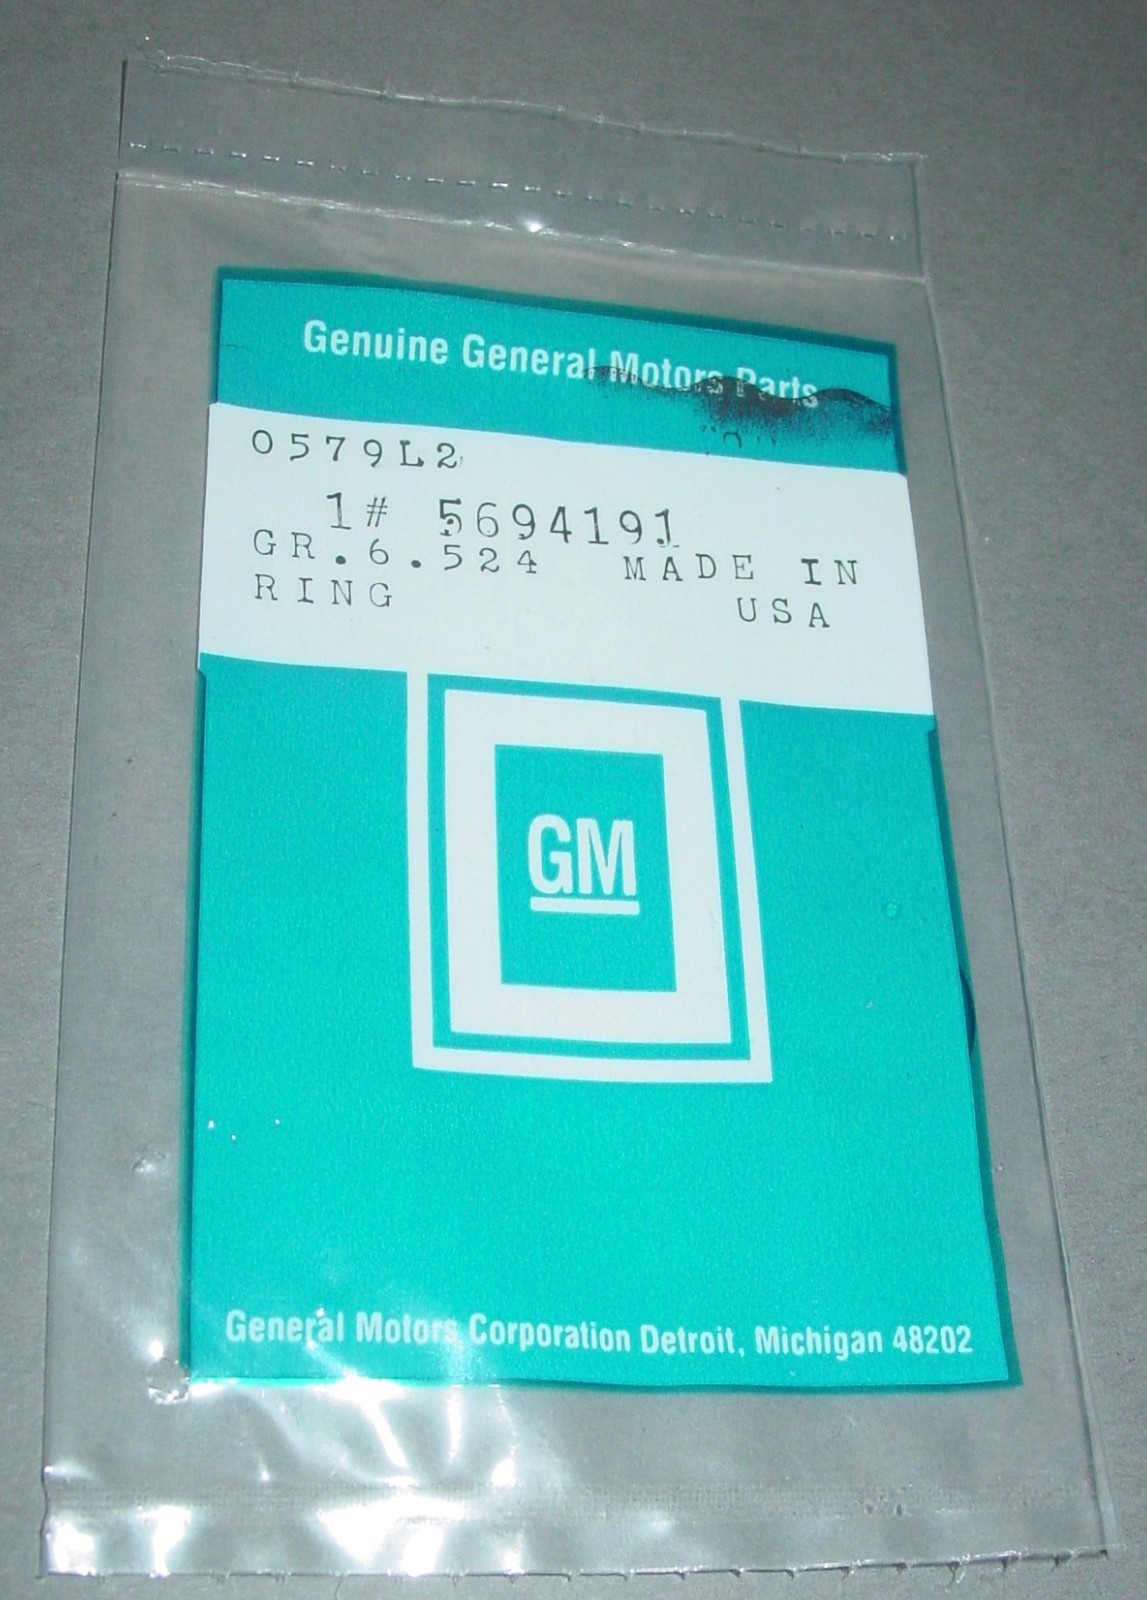 Genuine General Motors Parts
0579L2
1# 5694191
GR.6.524 MADE IN
RING USA
GM
General Motors Corporation Detroit, Michigan 48202